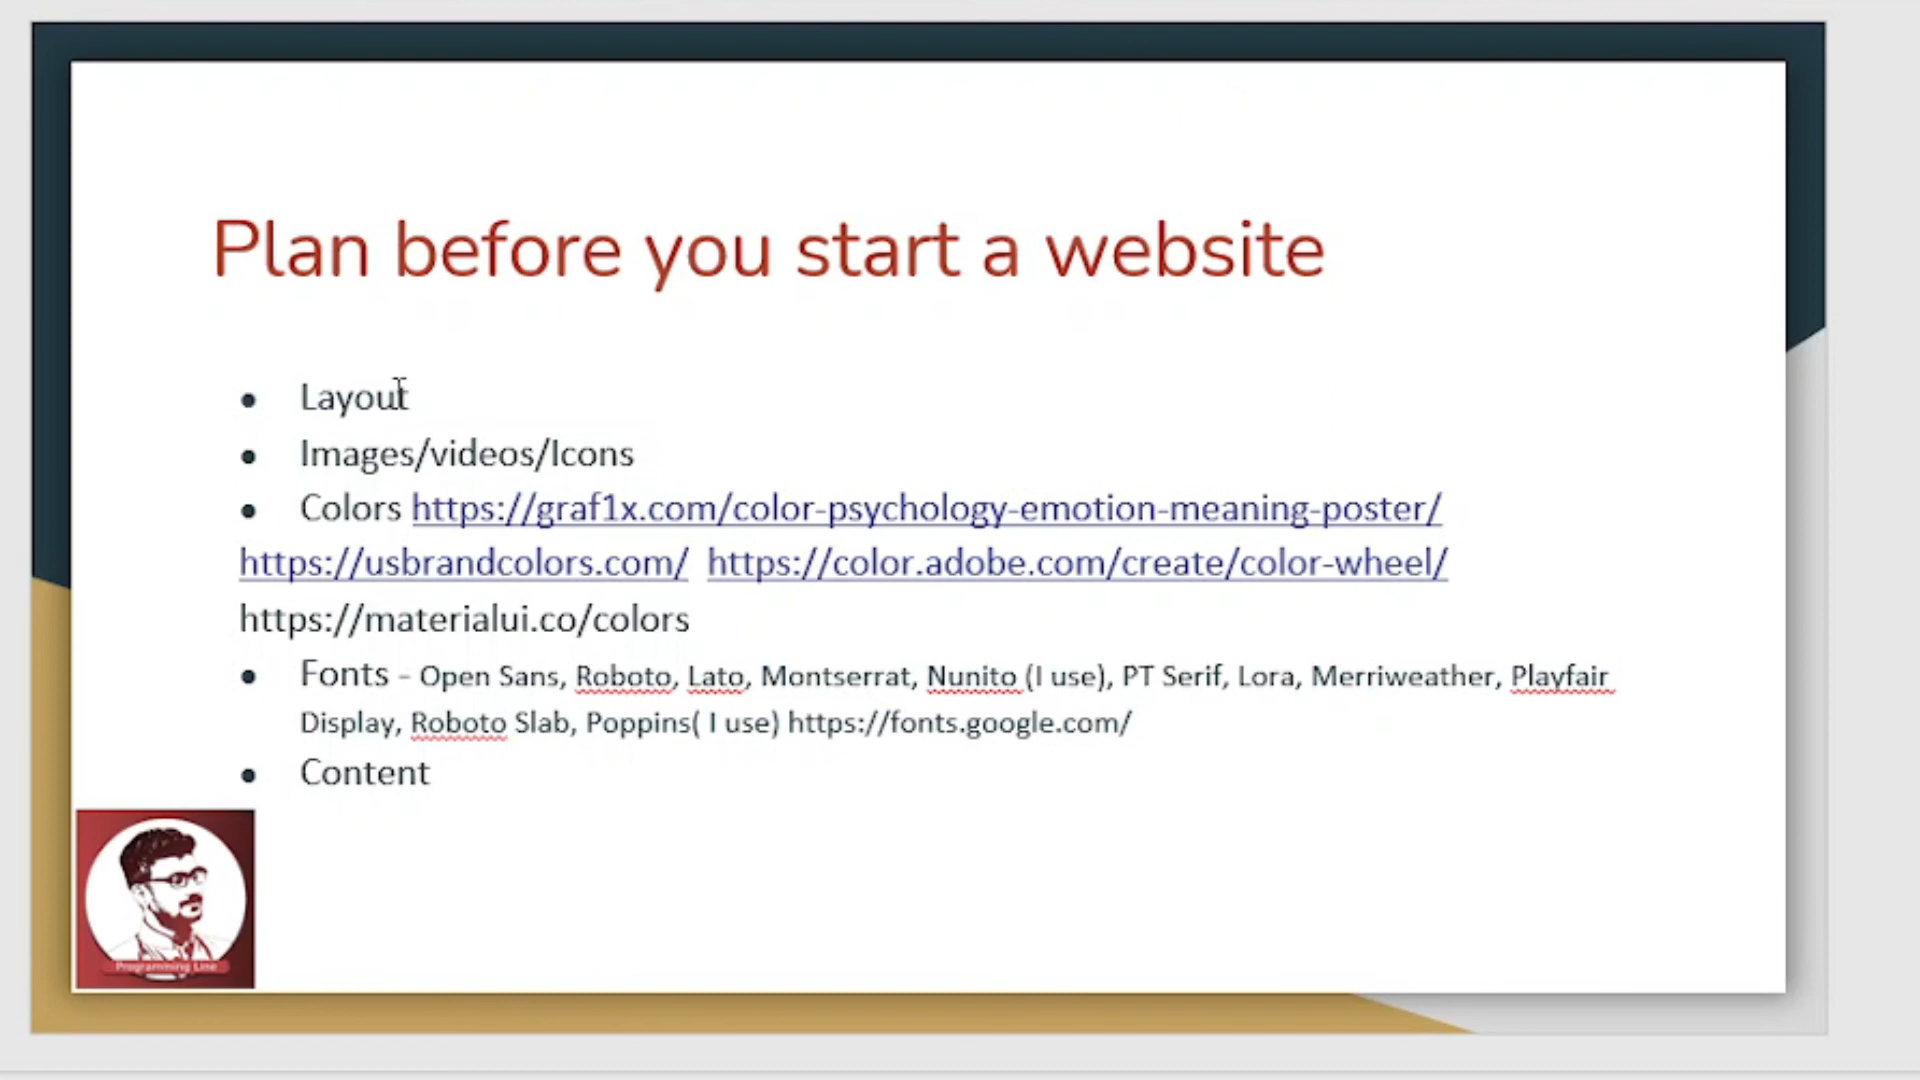 Plan before you start a website
● Layout
● Images/videos/Icons
● Colors https://graf1x.com/color-psychology-emotion-meaning-poster/
https://usbrandcolors.com/ https://color.adobe.com/create/color-wheel/
https://materialui.co/colors
● Fonts - Open Sans, Roboto, Lato, Montserrat, Nunito (I use), PT Serif, Lora, Merriweather, Playfair
Display, Roboto Slab, Poppins( I use) https://fonts.google.com/
● Content
Programming Line